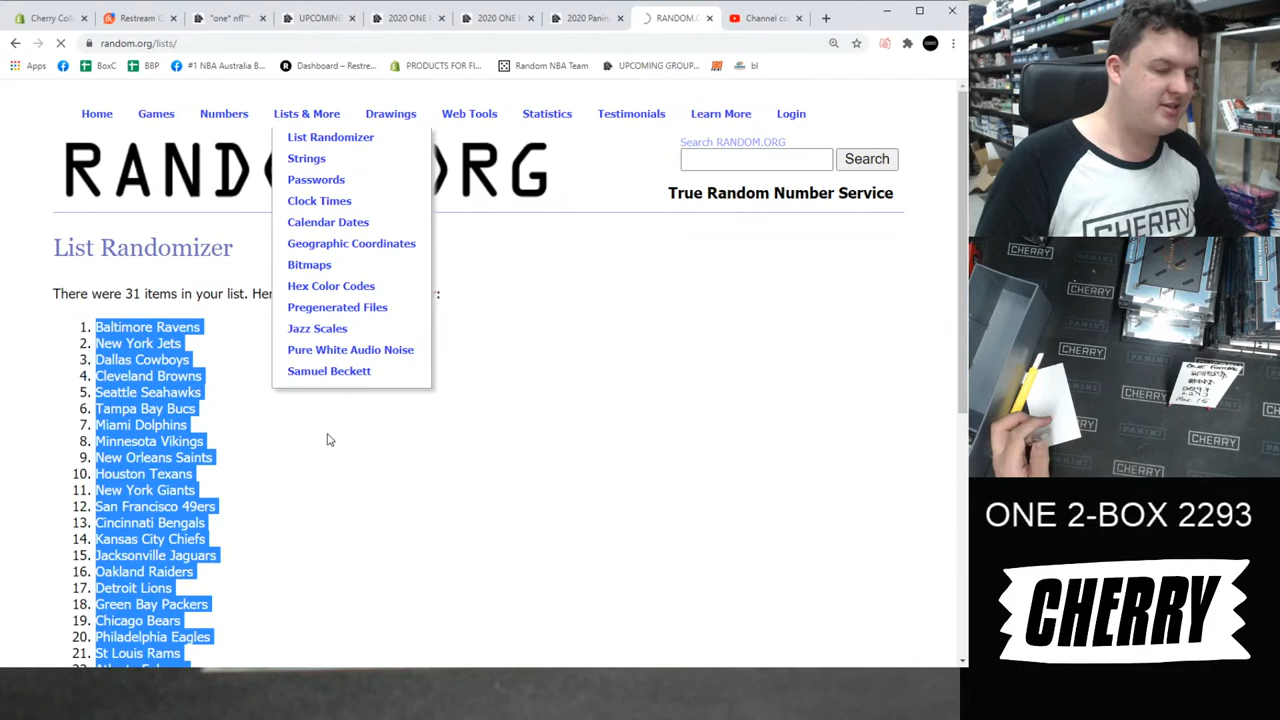 Cherry Coll
Restream C
"one* nfl"
UPCOMING
2020 ONE
2020 ONE
2020 Panin
RANDOM.C
Channel co
random.org/lists/
Apps
BoxC
BBP
#1 NBA Australia B...
Dashboard – Restre...
PRODUCTS FOR FI...
Random NBA Team
UPCOMING GROUP...
bl
Home Games Numbers Lists & More Drawings Web Tools Statistics Testimonials Learn More Login
List Randomizer
Strings
Passwords
Clock Times
Calendar Dates
Geographic Coordinates
Bitmaps
Hex Color Codes
Pregenerated Files
Jazz Scales
Pure White Audio Noise
Samuel Beckett
RAND
ORG
Search RANDOM.ORG
Search
True Random Number Service
List Randomizer
There were 31 items in your list. Her
y:
1. Baltimore Ravens
2. New York Jets
3. Dallas Cowboys
4. Cleveland Browns
5. Seattle Seahawks
6. Tampa Bay Bucs
7. Miami Dolphins
8. Minnesota Vikings
9. New Orleans Saints
10. Houston Texans
11. New York Giants
12. San Francisco 49ers
13. Cincinnati Bengals
14. Kansas City Chiefs
15. Jacksonville Jaguars
16. Oakland Raiders
17. Detroit Lions
18. Green Bay Packers
19. Chicago Bears
20. Philadelphia Eagles
21. St Louis Rams
CHERRY
CHERRY
PANINI
CHERRY
PANINI
CHERRY
PANINI
CHERRY
ONE 2-BOX 2293
CHERRY